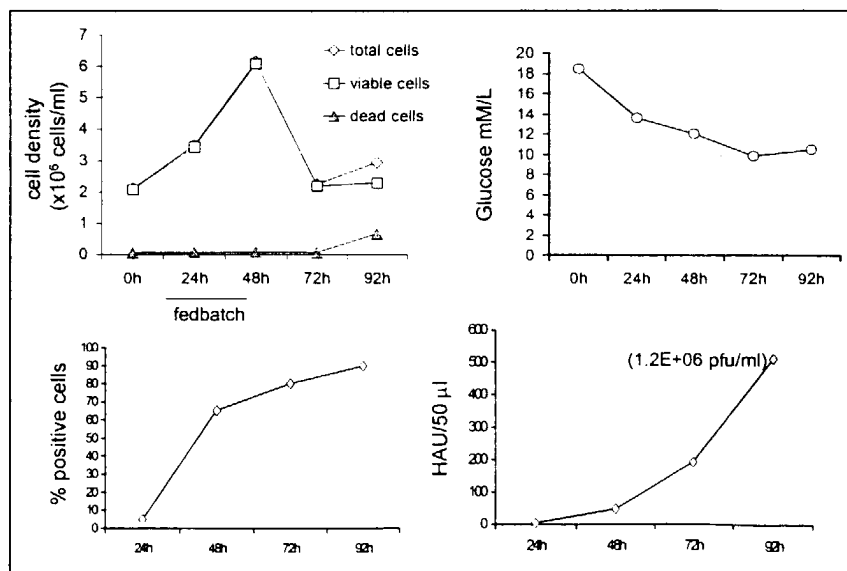 7
6
5
4
3
2
1
0
cell density
(x10⁶ cells/ml)
total cells
viable cells
dead cells
0h 24h 48h 72h 92h
fedbatch
20
18
16
14
12
10
8
6
4
2
0
Glucose mM/L
0h 24h 48h 72h 92h
100
90
80
70
60
50
40
30
20
10
0
% positive cells
24h 48h 72h 92h
600
500
400
300
200
100
0
HAU/50 µl
(1.2E+06 pfu/ml)
24h 48h 72h 92h